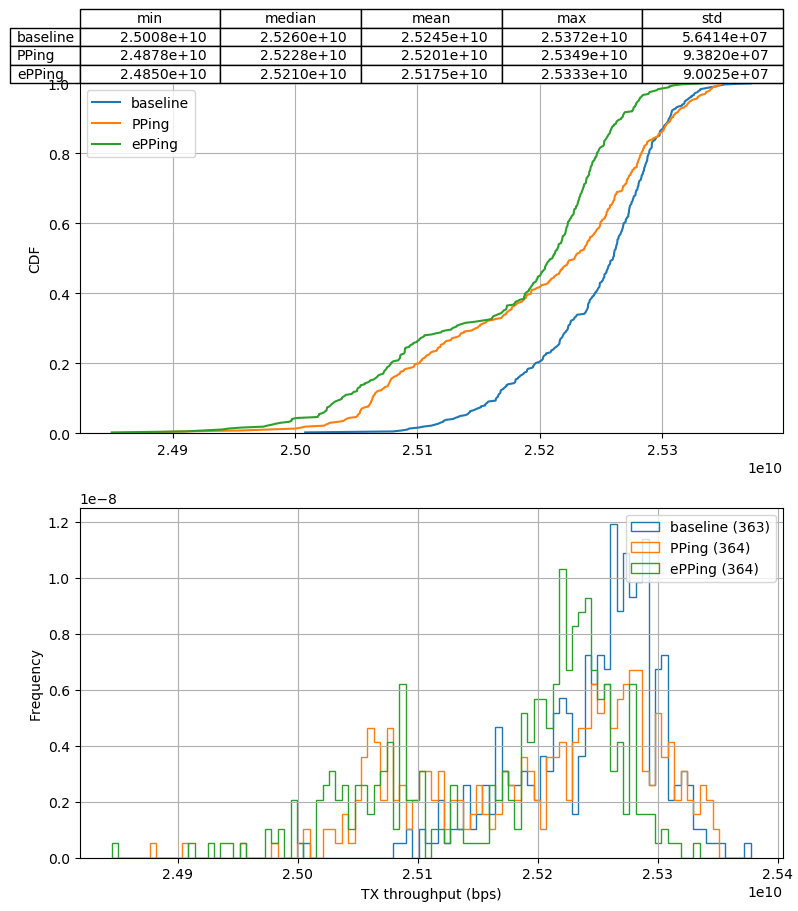 min median mean max std
baseline 2.5008e+10 2.5260e+10 2.5245e+10 2.5372e+10 5.6414e+07
PPing 2.4878e+10 2.5228e+10 2.5201e+10 2.5349e+10 9.3820e+07
ePPing 2.4850e+10 2.5210e+10 2.5175e+10 2.5333e+10 9.0025e+07
1.0
baseline
PPing
ePPing
0.8
0.6
CDF
0.4
0.2
0.0
2.49 2.50 2.51 2.52 2.53
1e10
1e−8
1.2
baseline (363)
PPing (364)
ePPing (364)
1.0
0.8
0.6
Frequency
0.4
0.2
0.0
2.49 2.50 2.51 2.52 2.53 2.54
TX throughput (bps)
1e10